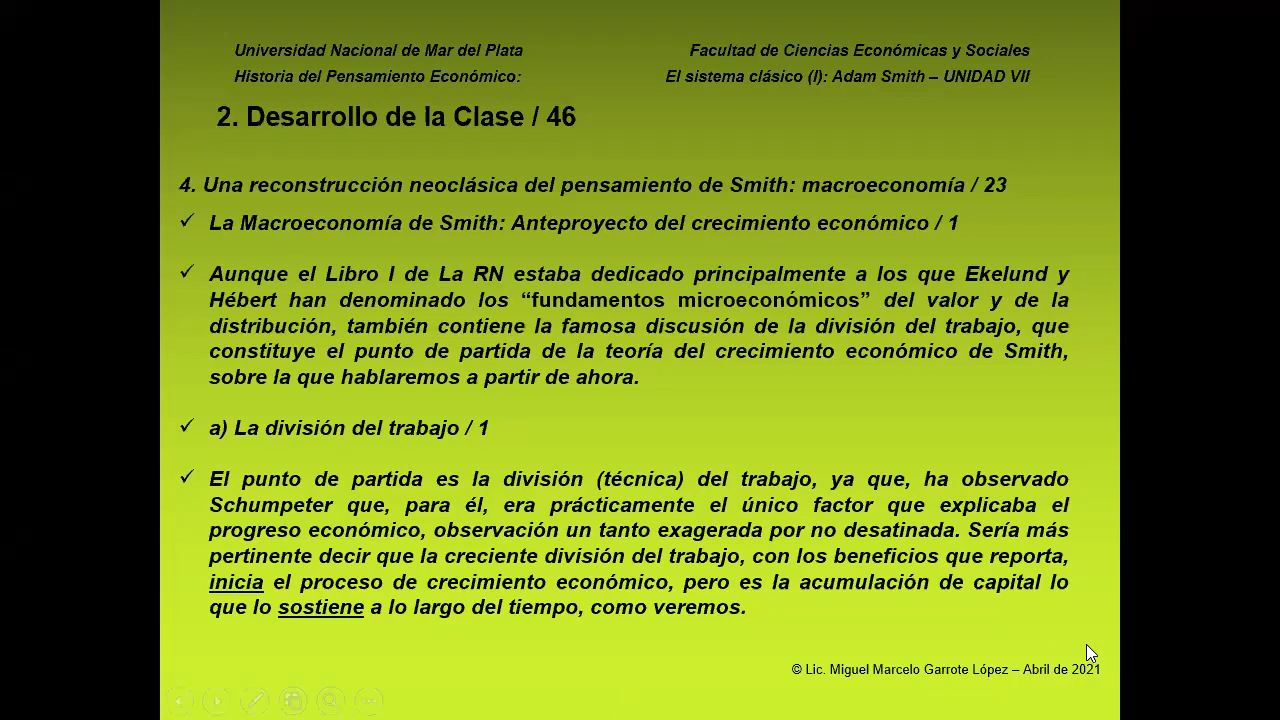 Universidad Nacional de Mar del Plata Facultad de Ciencias Económicas y Sociales
Historia del Pensamiento Económico: El sistema clásico (I): Adam Smith – UNIDAD VII
2. Desarrollo de la Clase / 46
4. Una reconstrucción neoclásica del pensamiento de Smith: macroeconomía / 23
✓ La Macroeconomía de Smith: Anteproyecto del crecimiento económico / 1
✓ Aunque el Libro I de La RN estaba dedicado principalmente a los que Ekelund y
Hébert han denominado los “fundamentos microeconómicos” del valor y de la
distribución, también contiene la famosa discusión de la división del trabajo, que
constituye el punto de partida de la teoría del crecimiento económico de Smith,
sobre la que hablaremos a partir de ahora.
✓ a) La división del trabajo / 1
✓ El punto de partida es la división (técnica) del trabajo, ya que, ha observado
Schumpeter que, para él, era prácticamente el único factor que explicaba el
progreso económico, observación un tanto exagerada por no desatinada. Sería más
pertinente decir que la creciente división del trabajo, con los beneficios que reporta,
inicia el proceso de crecimiento económico, pero es la acumulación de capital lo
que lo sostiene a lo largo del tiempo, como veremos.
© Lic. Miguel Marcelo Garrote López – Abril de 2021